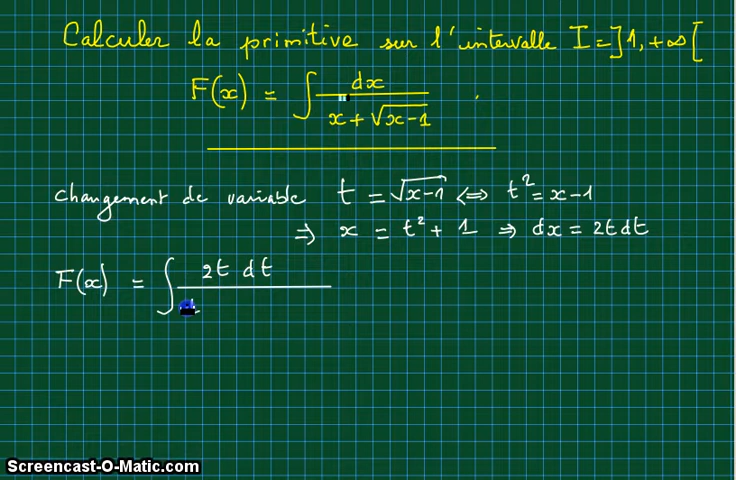 Calculer la primitive sur l'intervalle I = ]1, +∞[
F(x) = ∫ dx / (x + √(x-1)) .
changement de variable t = √(x-1) ⟺ t² = x-1
⇒ x = t² + 1 ⇒ dx = 2t dt
F(x) = ∫ 2t dt
Screencast-O-Matic.com